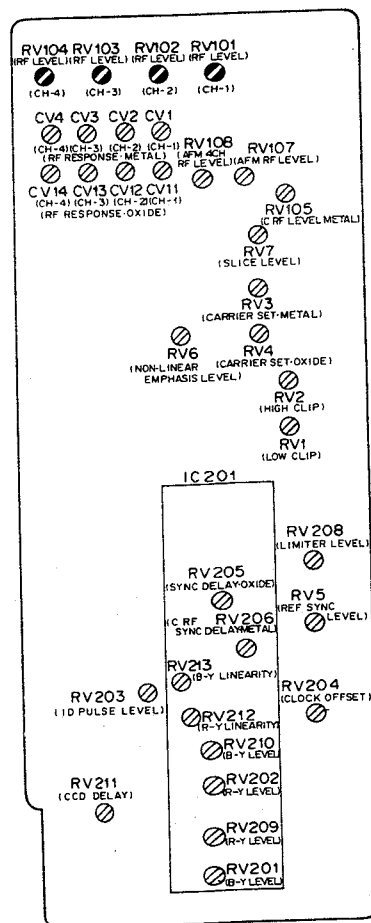 RV104 RV103 RV102 RV101
(RF LEVEL) (RF LEVEL) (RF LEVEL) (RF LEVEL)
(CH-4) (CH-3) (CH-2) (CH-1)
CV4 CV3 CV2 CV1
(CH-4) (CH-3) (CH-2) (CH-1)
(RF RESPONSE-METAL)
RV108
(AFM 4CH
RF LEVEL)
RV107
(AFM RF LEVEL)
CV14 CV13 CV12 CV11
(CH-4) (CH-3) (CH-2) (CH-1)
(RF RESPONSE-OXIDE)
RV105
(C RF LEVEL METAL)
RV7
(SLICE LEVEL)
RV3
(CARRIER SET-METAL)
RV6
(NON-LINEAR
EMPHASIS LEVEL)
RV4
(CARRIER SET-OXIDE)
RV2
(HIGH CLIP)
RV1
(LOW CLIP)
IC201
RV208
(LIMITER LEVEL)
RV205
(SYNC DELAY-OXIDE)
RV5
(REF SYNC
LEVEL)
(C RF
RV206
SYNC DELAY-METAL)
RV213
(B-Y LINEARITY)
RV203
(ID PULSE LEVEL)
RV204
(CLOCK OFFSET)
RV212
(R-Y LINEARITY)
RV210
(B-Y LEVEL)
RV211
(CCD DELAY)
RV202
(R-Y LEVEL)
RV209
(R-Y LEVEL)
RV201
(B-Y LEVEL)